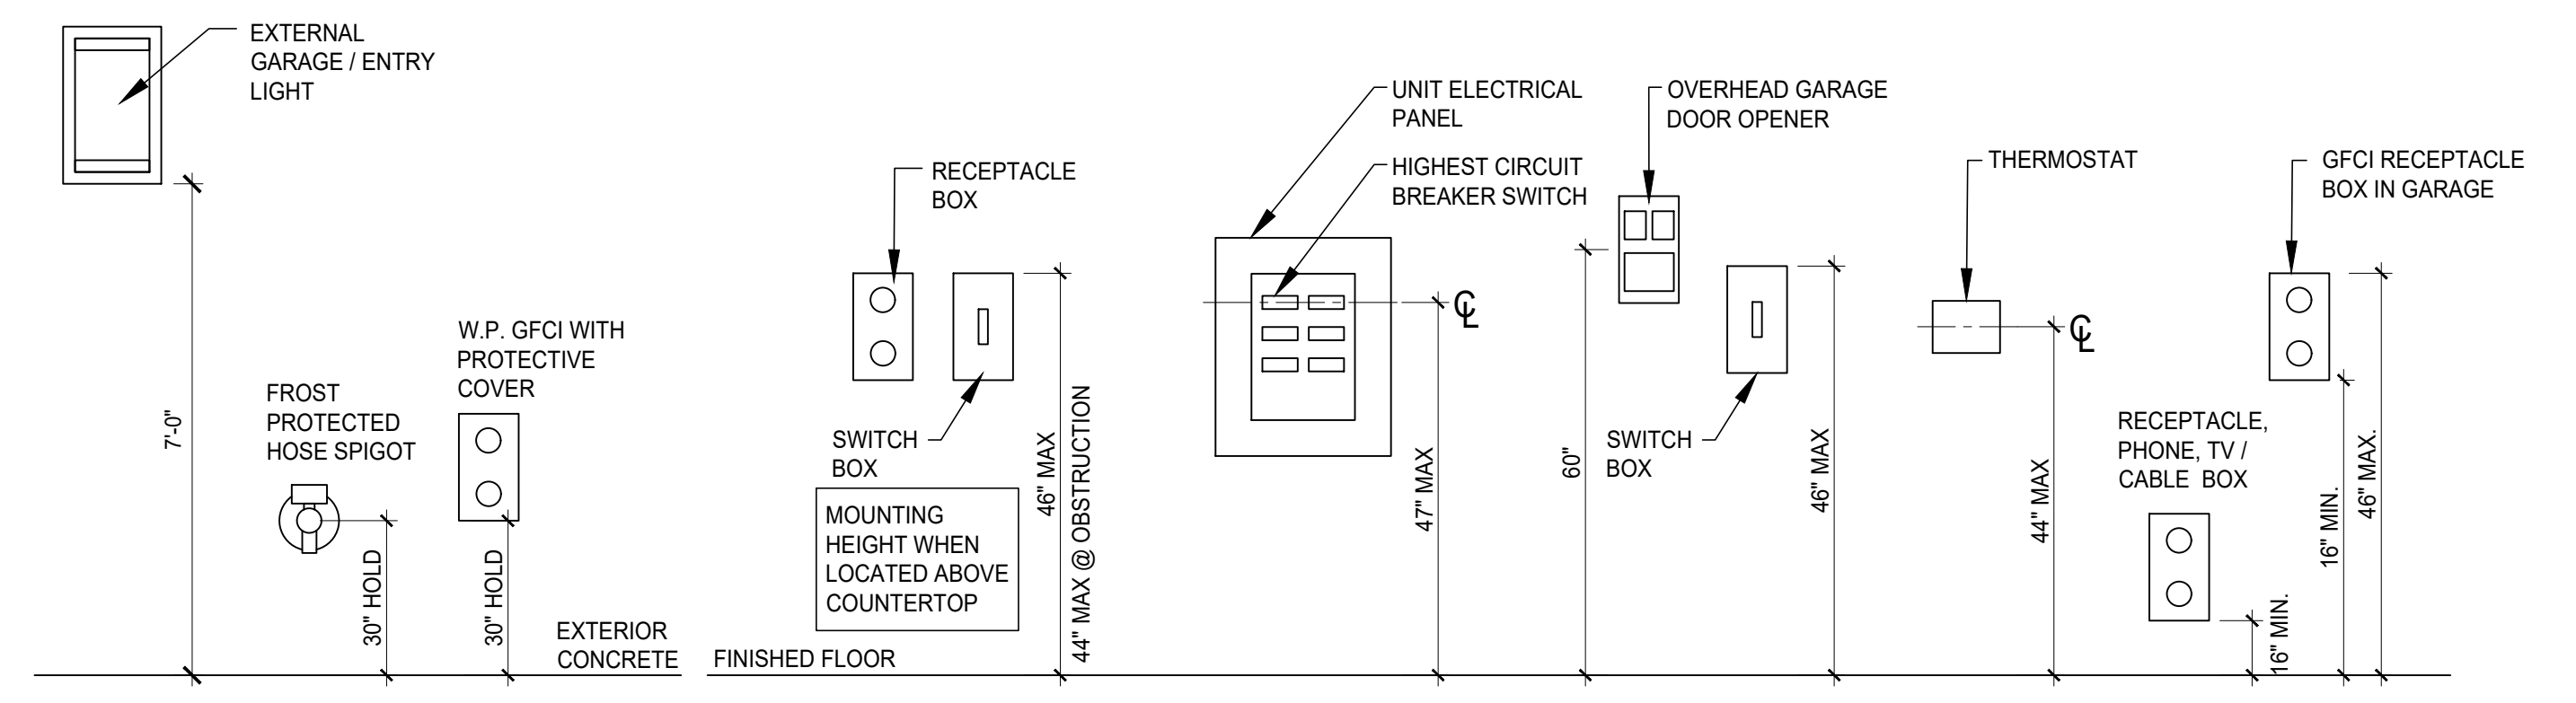 EXTERNAL
GARAGE / ENTRY
LIGHT
7'-0"
FROST
PROTECTED
HOSE SPIGOT
30" HOLD
W.P. GFCI WITH
PROTECTIVE
COVER
30" HOLD
EXTERIOR
CONCRETE
FINISHED FLOOR
RECEPTACLE
BOX
SWITCH
BOX
MOUNTING
HEIGHT WHEN
LOCATED ABOVE
COUNTERTOP
46" MAX
44" MAX @ OBSTRUCTION
UNIT ELECTRICAL
PANEL
HIGHEST CIRCUIT
BREAKER SWITCH
℄
47" MAX
OVERHEAD GARAGE
DOOR OPENER
60"
SWITCH
BOX
46" MAX
THERMOSTAT
℄
44" MAX
RECEPTACLE,
PHONE, TV /
CABLE BOX
16" MIN.
GFCI RECEPTACLE
BOX IN GARAGE
16" MIN.
46" MAX.